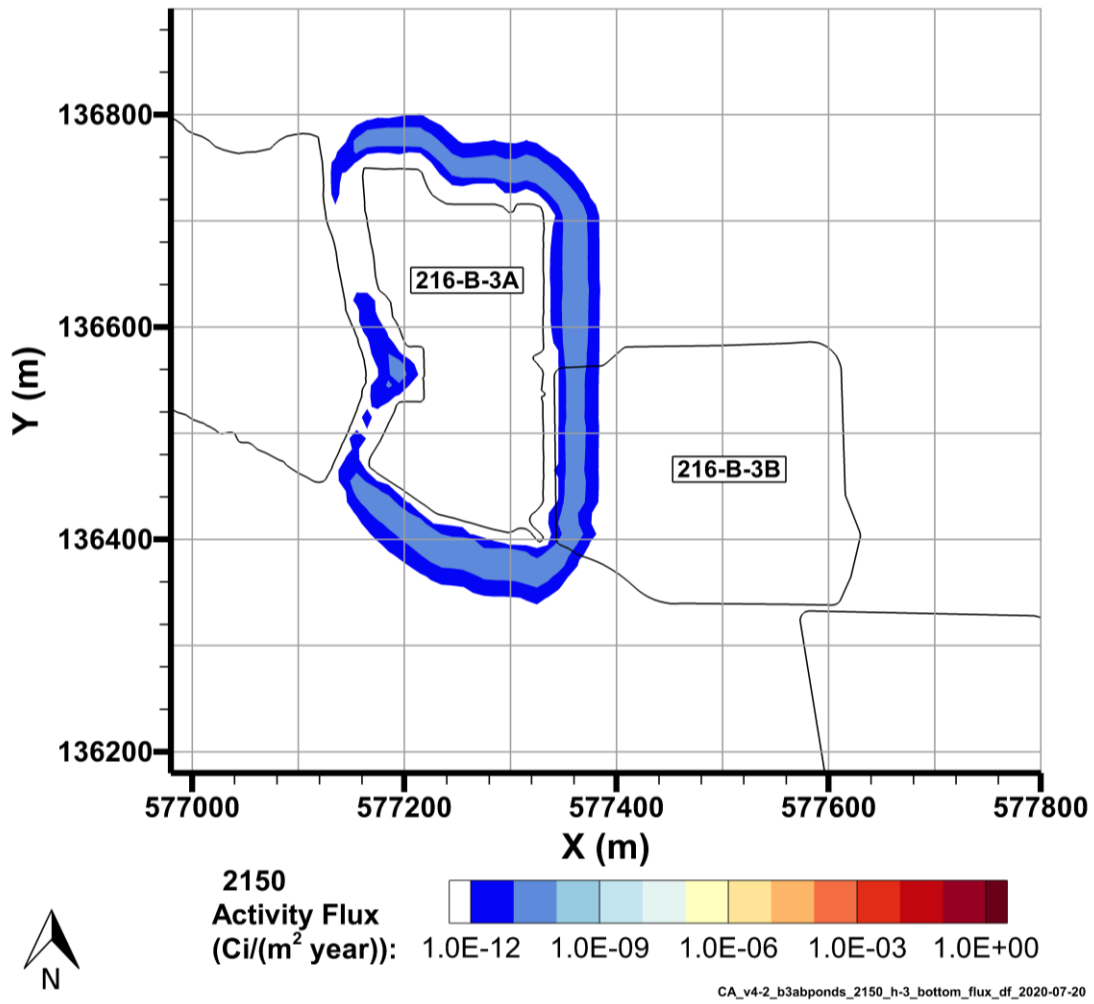 136800
136600
136400
136200
Y (m)
216-B-3A
216-B-3B
577000 577200 577400 577600 577800
X (m)
2150
Activity Flux
(Ci/(m² year)):
1.0E-12 1.0E-09 1.0E-06 1.0E-03 1.0E+00
N
CA_v4-2_b3abponds_2150_h-3_bottom_flux_df_2020-07-20